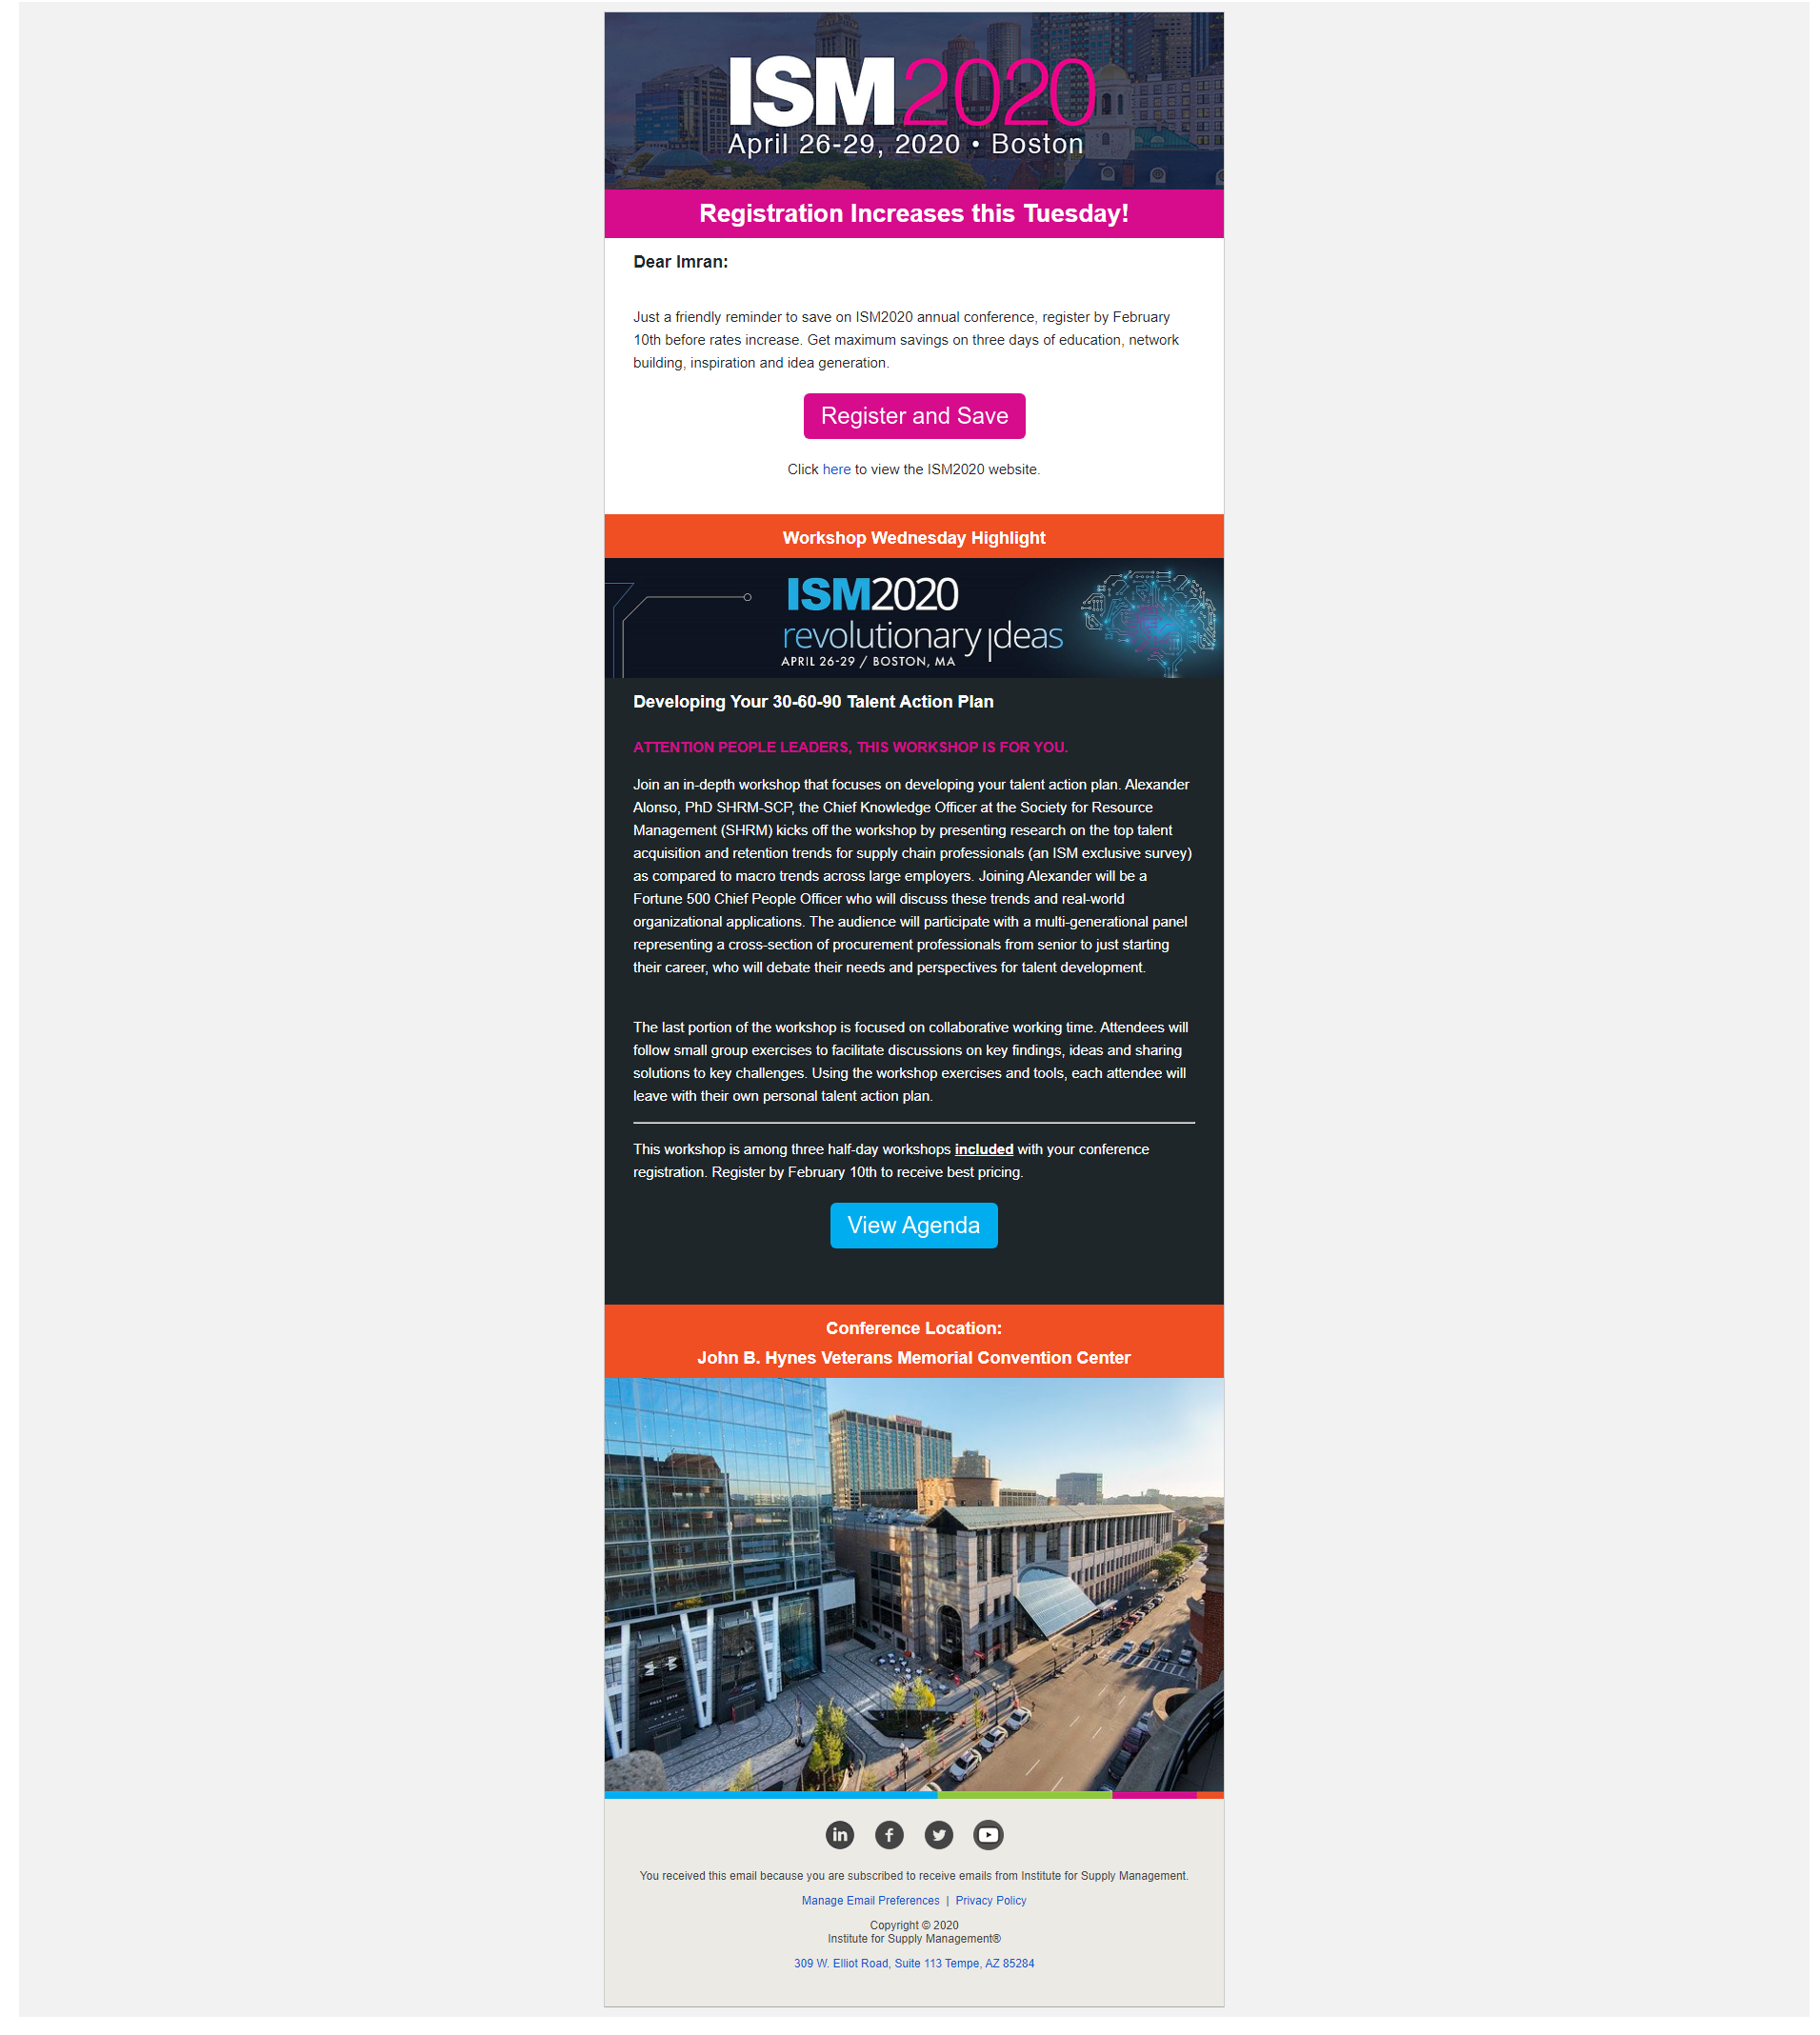 ISM2020
April 26-29, 2020 • Boston
Registration Increases this Tuesday!
Dear Imran:
Just a friendly reminder to save on ISM2020 annual conference, register by February
10th before rates increase. Get maximum savings on three days of education, network
building, inspiration and idea generation.
Register and Save
Click here to view the ISM2020 website.
Workshop Wednesday Highlight
ISM2020
revolutionary ideas
APRIL 26-29 / BOSTON, MA
Developing Your 30-60-90 Talent Action Plan
ATTENTION PEOPLE LEADERS, THIS WORKSHOP IS FOR YOU.
Join an in-depth workshop that focuses on developing your talent action plan. Alexander
Alonso, PhD SHRM-SCP, the Chief Knowledge Officer at the Society for Resource
Management (SHRM) kicks off the workshop by presenting research on the top talent
acquisition and retention trends for supply chain professionals (an ISM exclusive survey)
as compared to macro trends across large employers. Joining Alexander will be a
Fortune 500 Chief People Officer who will discuss these trends and real-world
organizational applications. The audience will participate with a multi-generational panel
representing a cross-section of procurement professionals from senior to just starting
their career, who will debate their needs and perspectives for talent development.
The last portion of the workshop is focused on collaborative working time. Attendees will
follow small group exercises to facilitate discussions on key findings, ideas and sharing
solutions to key challenges. Using the workshop exercises and tools, each attendee will
leave with their own personal talent action plan.
This workshop is among three half-day workshops included with your conference
registration. Register by February 10th to receive best pricing.
View Agenda
Conference Location:
John B. Hynes Veterans Memorial Convention Center
You received this email because you are subscribed to receive emails from Institute for Supply Management.
Manage Email Preferences | Privacy Policy
Copyright © 2020
Institute for Supply Management®
309 W. Elliot Road, Suite 113 Tempe, AZ 85284